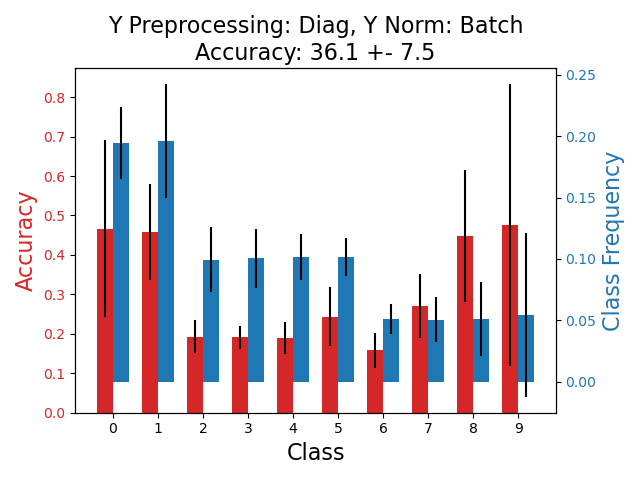 Y Preprocessing: Diag, Y Norm: Batch
Accuracy: 36.1 +- 7.5
Accuracy
0.8
0.7
0.6
0.5
0.4
0.3
0.2
0.1
0.0
0.25
0.20
0.15
0.10
0.05
0.00
Class Frequency
0 1 2 3 4 5 6 7 8 9
Class